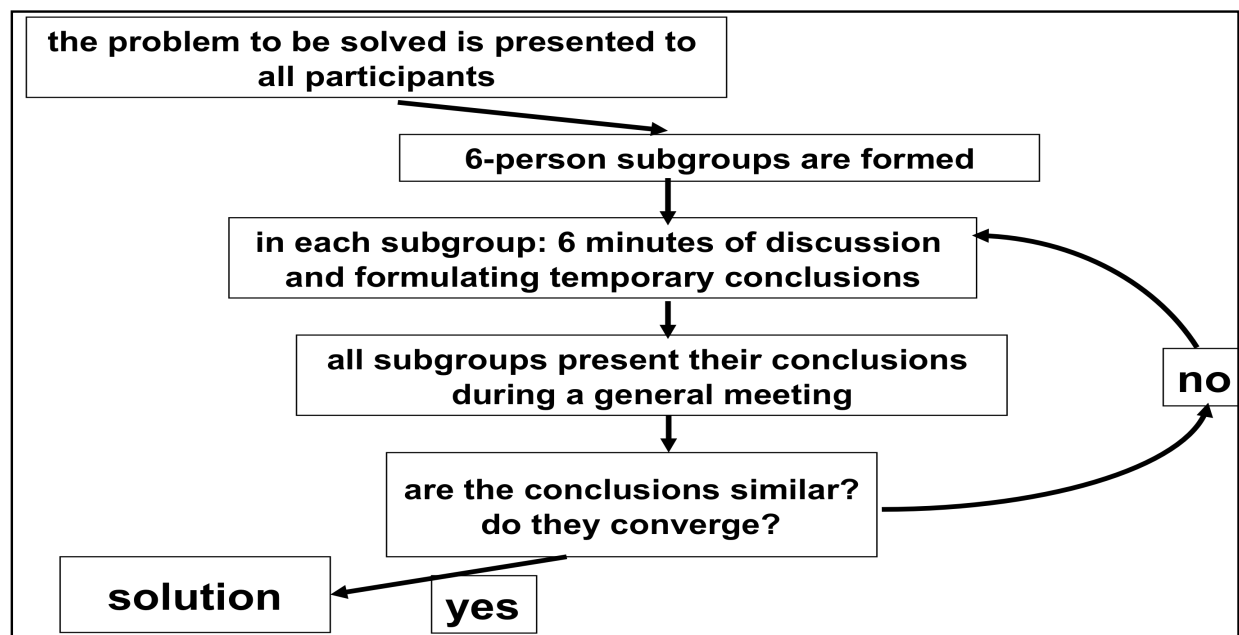 the problem to be solved is presented to
all participants
6-person subgroups are formed
in each subgroup: 6 minutes of discussion
and formulating temporary conclusions
all subgroups present their conclusions
during a general meeting
no
are the conclusions similar?
do they converge?
solution
yes